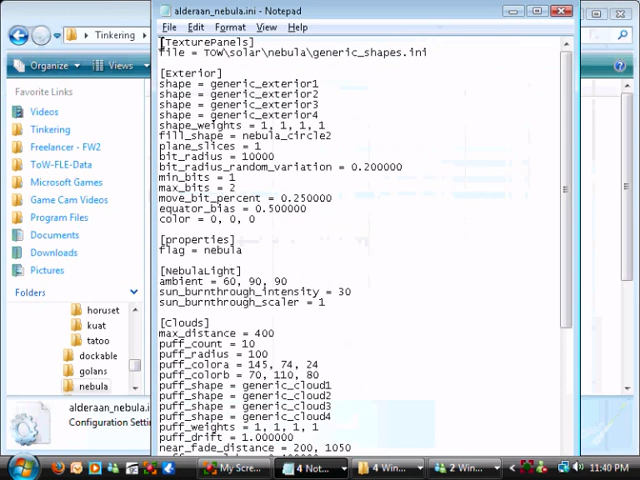 alderaan_nebula.ini - Notepad
Tinkering
File Edit Format View Help
Organize Views
Favorite Links
Videos
Tinkering
Freelancer - FW2
ToW-FLE-Data
Microsoft Games
Game Cam Videos
Program Files
Downloads
Downloads
Pictures
Folders
horuset
kuat
tatoo
dockable
golans
nebula
[TexturePanels]
file = TOW\solar\nebula\generic_shapes.ini
[Exterior]
shape = generic_exterior1
shape = generic_exterior2
shape = generic_exterior3
shape = generic_exterior4
shape_weights = 1, 1, 1, 1
fill_shape = nebula_circle2
plane_slices = 1
bit_radius = 10000
bit_radius_random_variation = 0.200000
min_bits = 1
max_bits = 2
move_bit_percent = 0.250000
equator_bias = 0.500000
color = 0, 0, 0
[properties]
flag = nebula
[NebulaLight]
ambient = 60, 90, 90
sun_burnthrough_intensity = 30
sun_burnthrough_scaler = 1
[Clouds]
max_distance = 400
puff_count = 10
puff_radius = 100
puff_colora = 145, 74, 24
puff_colorb = 70, 110, 80
puff_shape = generic_cloud1
puff_shape = generic_cloud2
puff_shape = generic_cloud3
puff_shape = generic_cloud4
puff_weights = 1, 1, 1, 1
puff_drift = 1.000000
near_fade_distance = 200, 1050
alderaan_nebula.in
Configuration Settin
My Scre... 4 Not... 4 Win... 2 Win... 11:40 PM